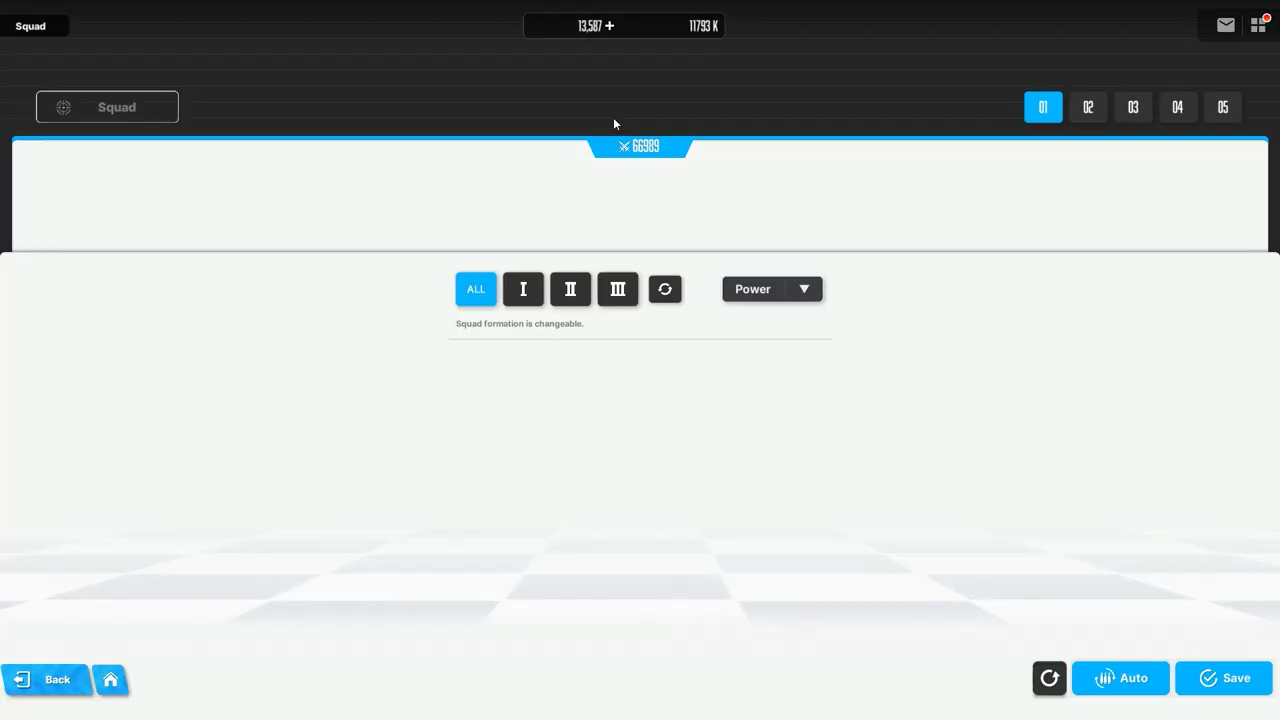 Squad
13,587 + 11793 K
Squad
01 02 03 04 05
66989
ALL I II III Power ▼
Squad formation is changeable.
Back
Auto Save